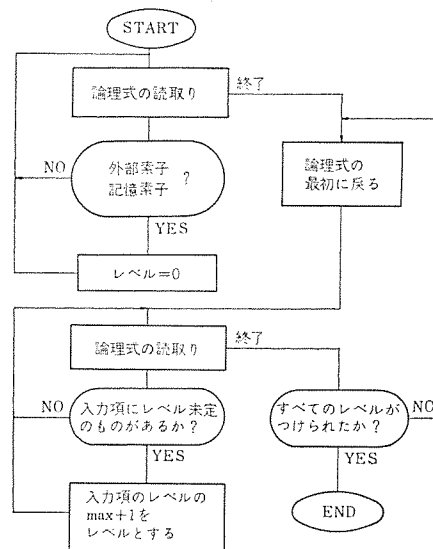 START
論理式の読取り
終了
NO
外部素子
記憶素子
?
YES
論理式の
最初に戻る
レベル=0
論理式の読取り
終了
NO
入力項にレベル未定
のものがあるか?
YES
すべてのレベルが
つけられたか?
NO
YES
入力項のレベルの
max+1を
レベルとする
END